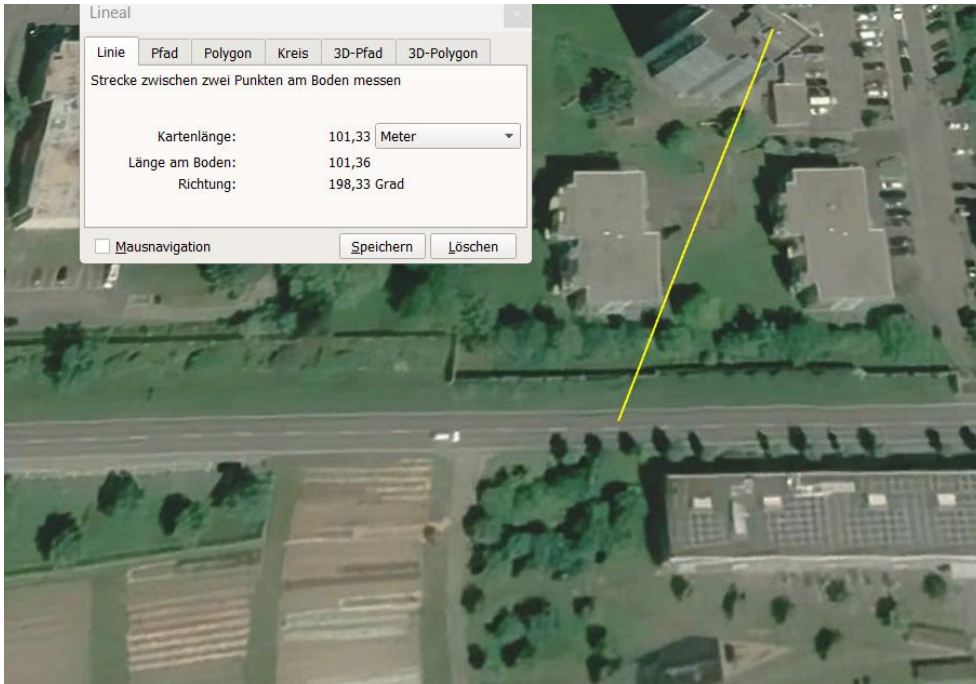 Lineal
Linie Pfad Polygon Kreis 3D-Pfad 3D-Polygon
Strecke zwischen zwei Punkten am Boden messen
Kartenlänge: 101,33 Meter
Länge am Boden: 101,36
Richtung: 198,33 Grad
Mausnavigation Speichern Löschen